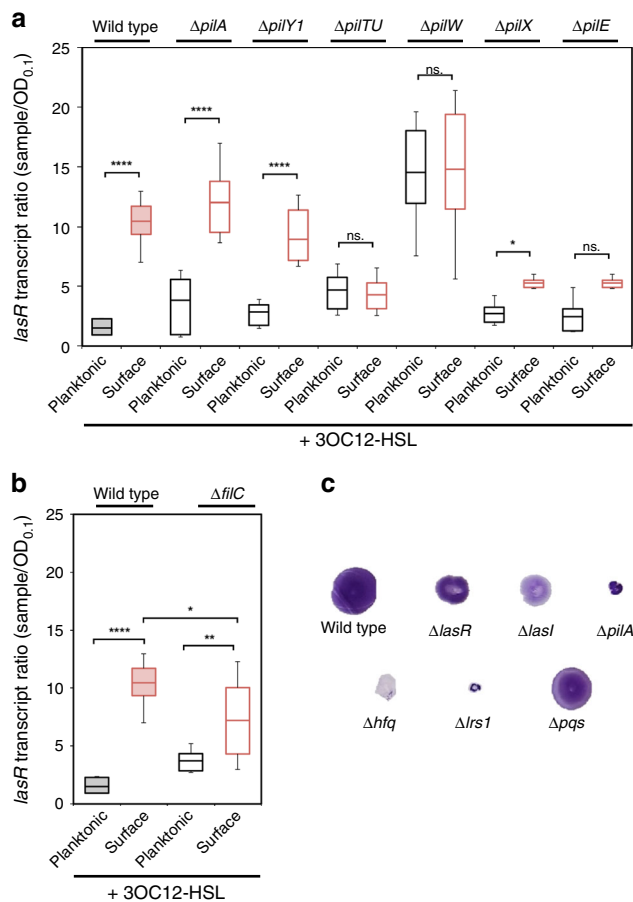 a
Wild type ΔpilA ΔpilY1 ΔpilTU ΔpilW ΔpilX ΔpilE
lasR transcript ratio (sample/OD0.1)
25
20
15
10
5
0
**** **** **** ns. ns. * ns.
Planktonic Surface Planktonic Surface Planktonic Surface Planktonic Surface Planktonic Surface Planktonic Surface Planktonic Surface
+ 3OC12-HSL
b
Wild type ΔfilC
lasR transcript ratio (sample/OD0.1)
25
20
15
10
5
0
*
**** **
Planktonic Surface Planktonic Surface
+ 3OC12-HSL
c
Wild type ΔlasR ΔlasI ΔpilA
Δhfq Δlrs1 Δpqs